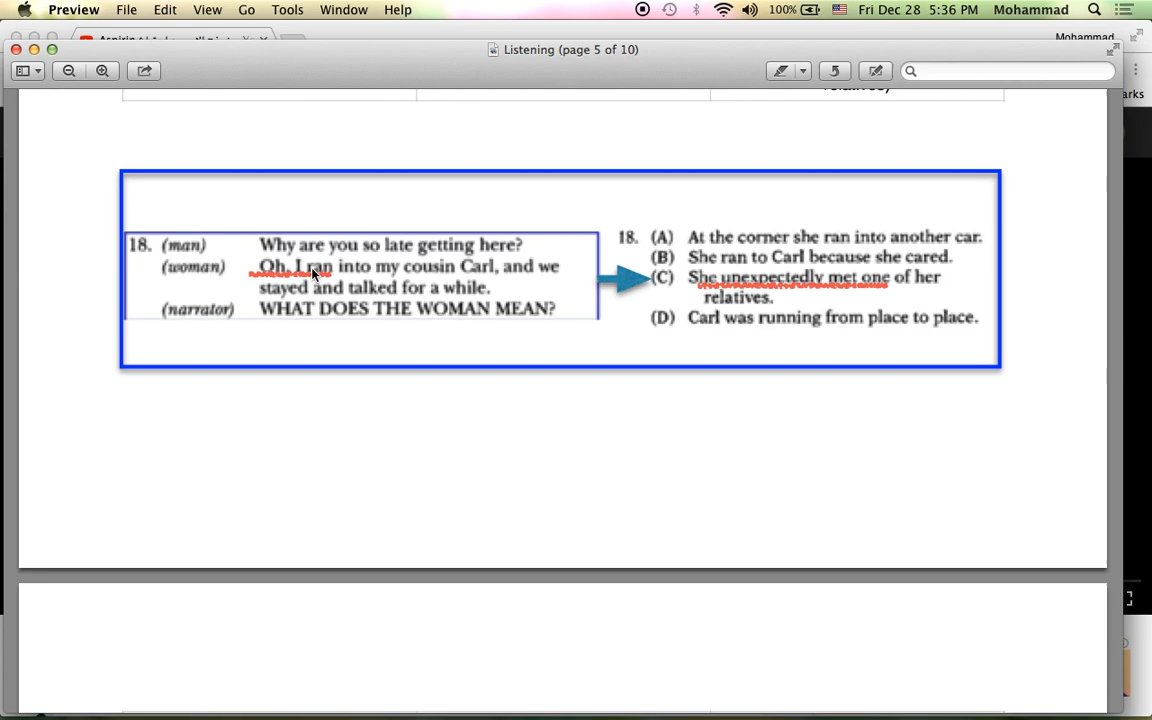 Preview File Edit View Go Tools Window Help 100% Fri Dec 28 5:36 PM Mohammad
Aspirin
Mohammad
Listening (page 5 of 10)
arks
relatives)
18. (man) Why are you so late getting here?
(woman) Oh, I ran into my cousin Carl, and we
stayed and talked for a while.
(narrator) WHAT DOES THE WOMAN MEAN?
18. (A) At the corner she ran into another car.
(B) She ran to Carl because she cared.
(C) She unexpectedly met one of her
relatives.
(D) Carl was running from place to place.